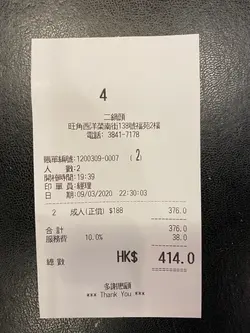 4
二鍋頭
旺角西洋菜南街138號福苑2樓
電話: 3841-7178
賬單編號:1200309-0007 (2)
人 數:2
開檯時間:19:39
印 單 員:經理
日 期:09/03/2020 22:30:03
2 成人(正價) $188 376.0
合計 376.0
服務費 10.0% 38.0
總數 HK$ 414.0
多謝惠顧
*** Thank You ***